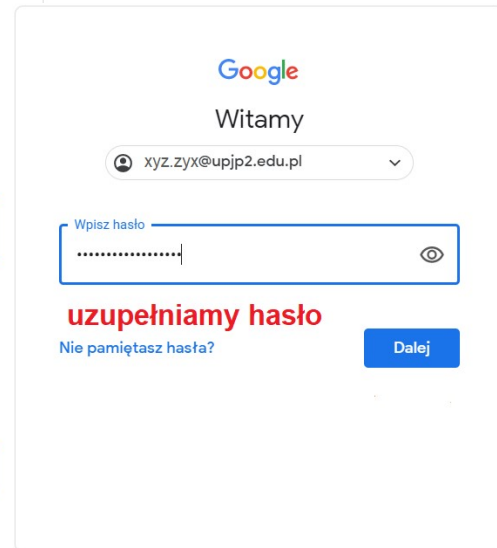 Google
Witamy
xyz.zyx@upjp2.edu.pl
Wpisz hasło
••••••••••••••••••
uzupełniamy hasło
Nie pamiętasz hasła?
Dalej